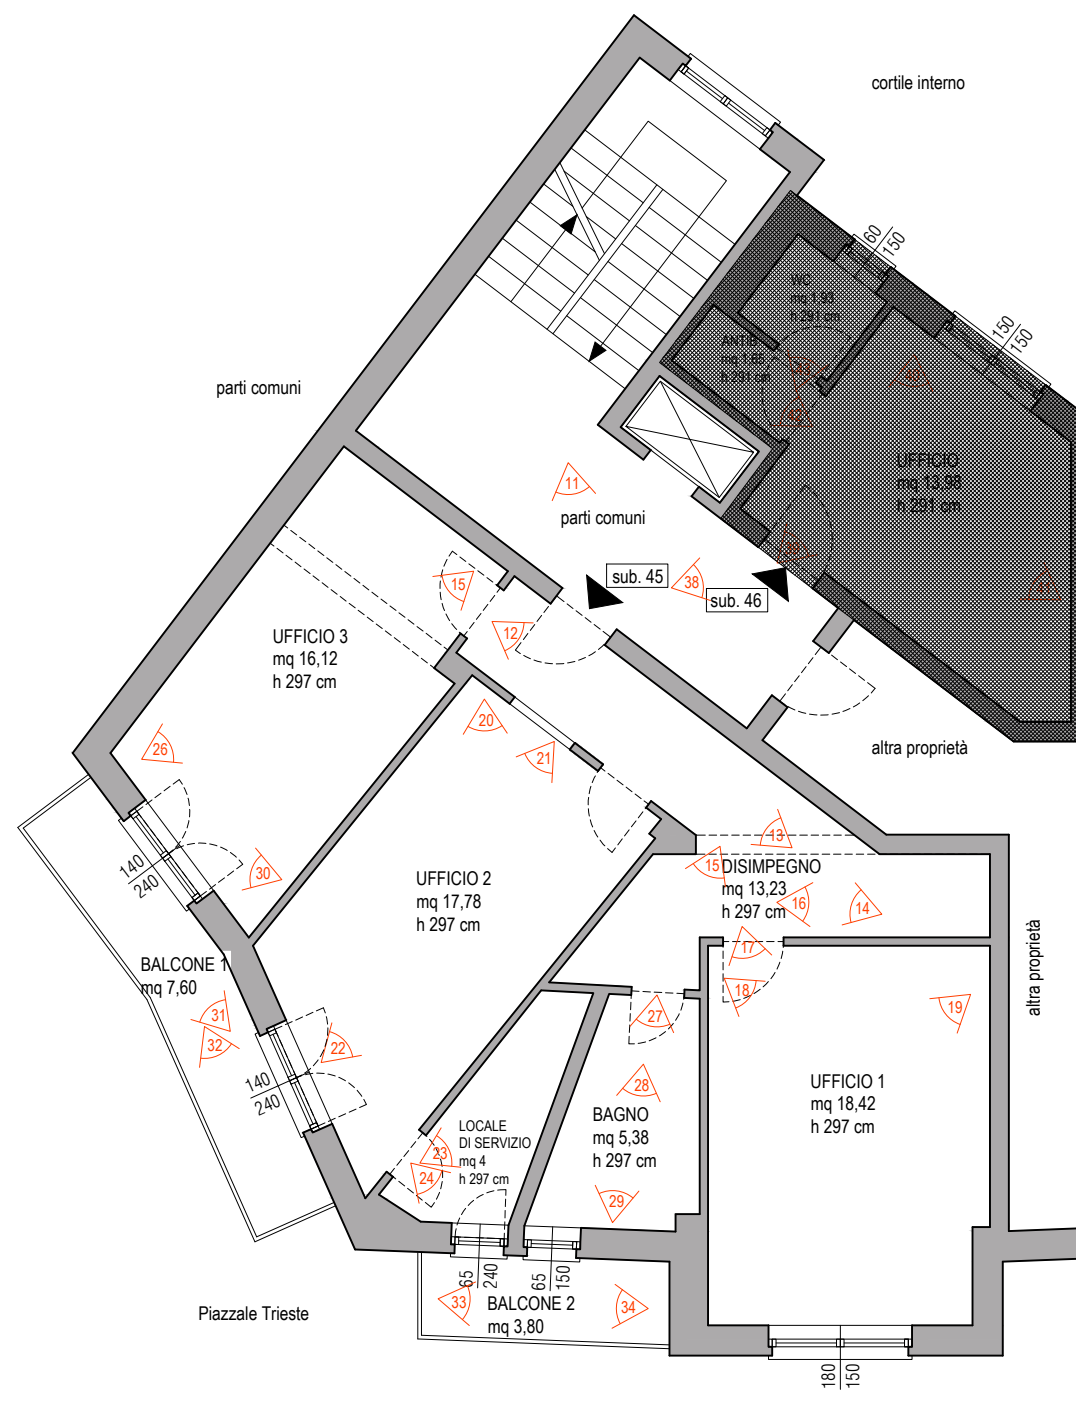 cortile interno
60
150
WC
mq 1,93
h 291 cm
150
150
ANTIB
mq 1,65
h 291 cm
43
40
42
parti comuni
UFFICIO
mq 13,98
h 291 cm
11
parti comuni
39
41
sub. 45
38
sub. 46
15
12
UFFICIO 3
mq 16,12
h 297 cm
20
26
21
altra proprietà
13
140
240
30
15
DISIMPEGNO
mq 13,23
h 297 cm
16
14
UFFICIO 2
mq 17,78
h 297 cm
17
18
19
altra proprietà
BALCONE 1
mq 7,60
31
32
22
27
140
240
28
UFFICIO 1
mq 18,42
h 297 cm
LOCALE
DI SERVIZIO
mq 4
h 297 cm
23
24
BAGNO
mq 5,38
h 297 cm
29
65
240
65
150
33
BALCONE 2
mq 3,80
34
Piazzale Trieste
180
150